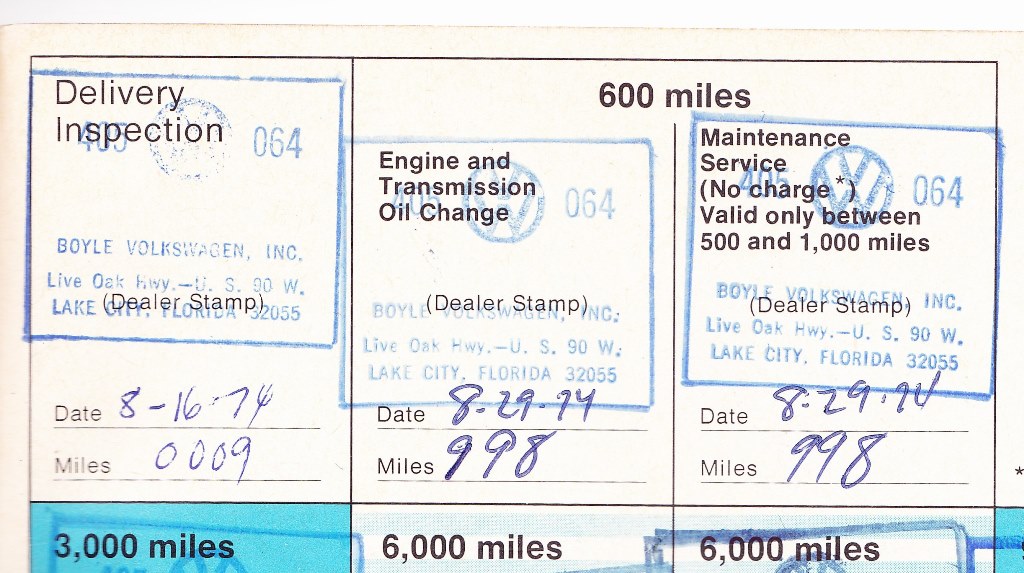 Delivery
Inspection
405 064
BOYLE VOLKSWAGEN, INC.
Live Oak Hwy.—U. S. 90 W.
LAKE CITY, FLORIDA 32055
(Dealer Stamp)
Date 8-16-74
Miles 0009
600 miles
Engine and
Transmission
Oil Change
405 064
(Dealer Stamp)
BOYLE VOLKSWAGEN, INC.
Live Oak Hwy.—U. S. 90 W.
LAKE CITY, FLORIDA 32055
Date 8-29-74
Miles 998
Maintenance
Service
(No charge*)
Valid only between
500 and 1,000 miles
405 064
BOYLE VOLKSWAGEN, INC.
(Dealer Stamp)
Live Oak Hwy.—U. S. 90 W.
LAKE CITY, FLORIDA 32055
Date 8-29-74
Miles 998
*
3,000 miles
6,000 miles
6,000 miles